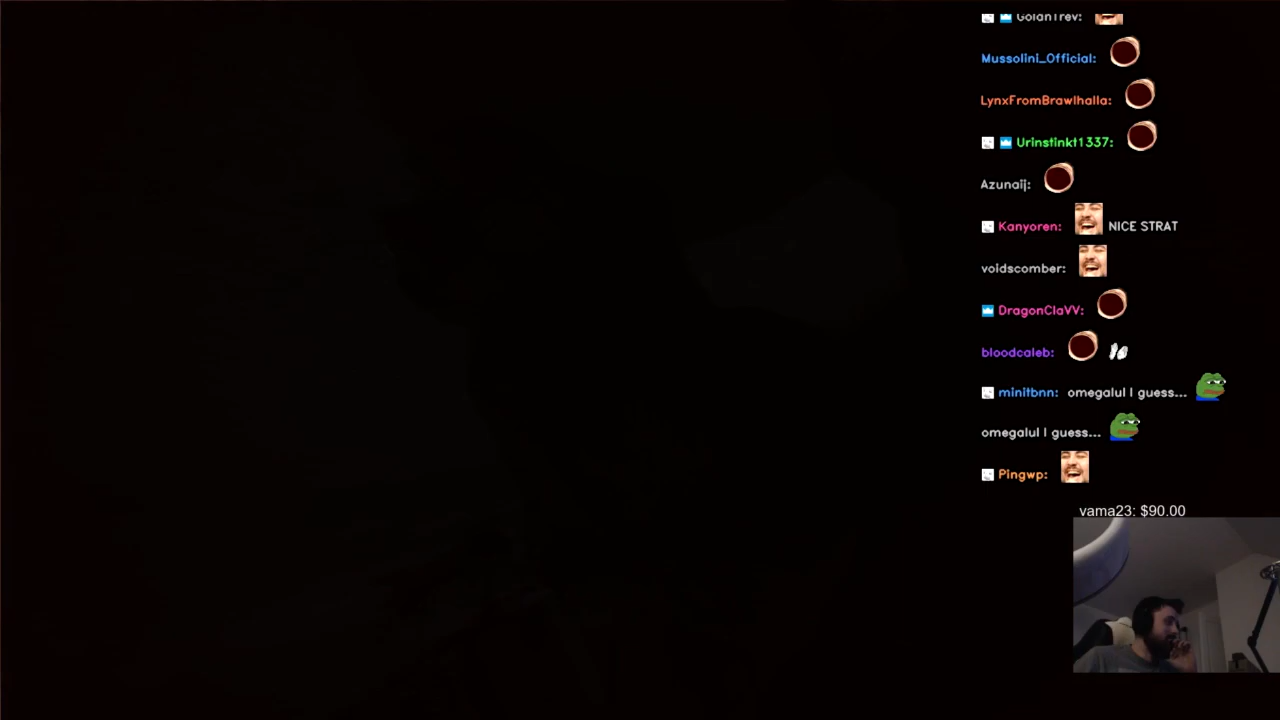 GolanTrev:
Mussolini_Official:
LynxFromBrawlhalla:
Urinstinkt1337:
Azunaij:
Kanyoren: NICE STRAT
voidscomber:
DragonClaVV:
bloodcaleb:
minitbnn: omegalul I guess...
omegalul I guess...
Pingwp:
vama23: $90.00